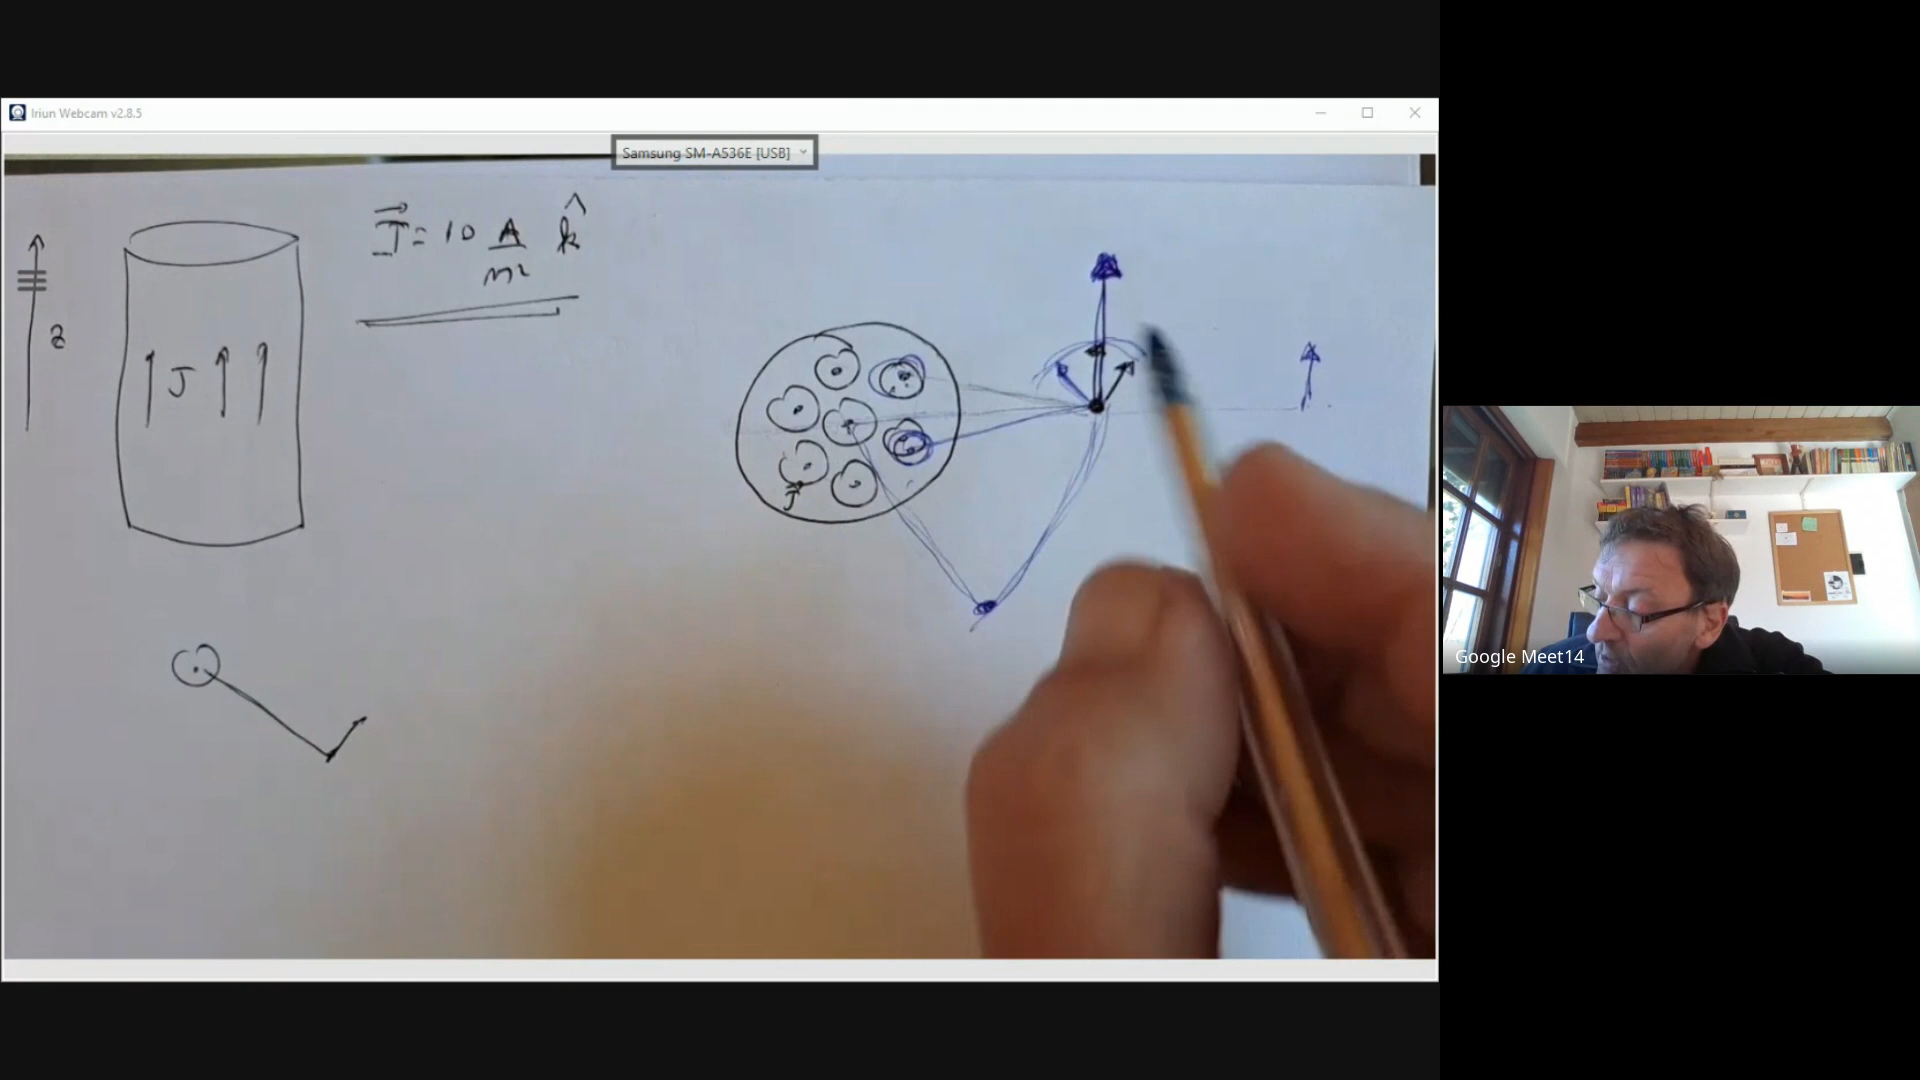 Iriun Webcam v2.8.5
Samsung SM-A536E [USB]
J = 10 A/m² k̂
z
J
J
Google Meet14